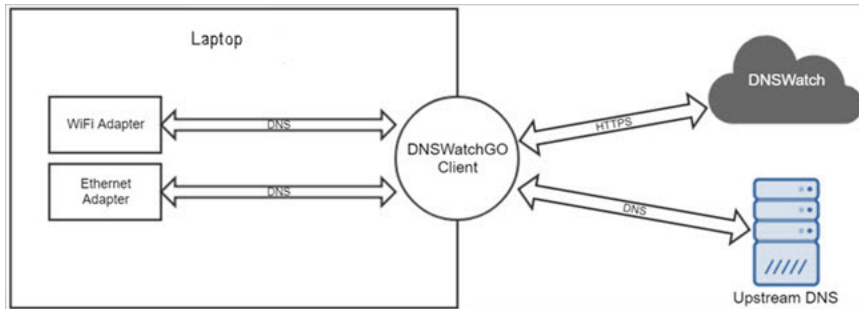 Laptop
WiFi Adapter
DNS
Ethernet
Adapter
DNS
DNSWatchGO
Client
HTTPS
DNS
DNSWatch
Upstream DNS